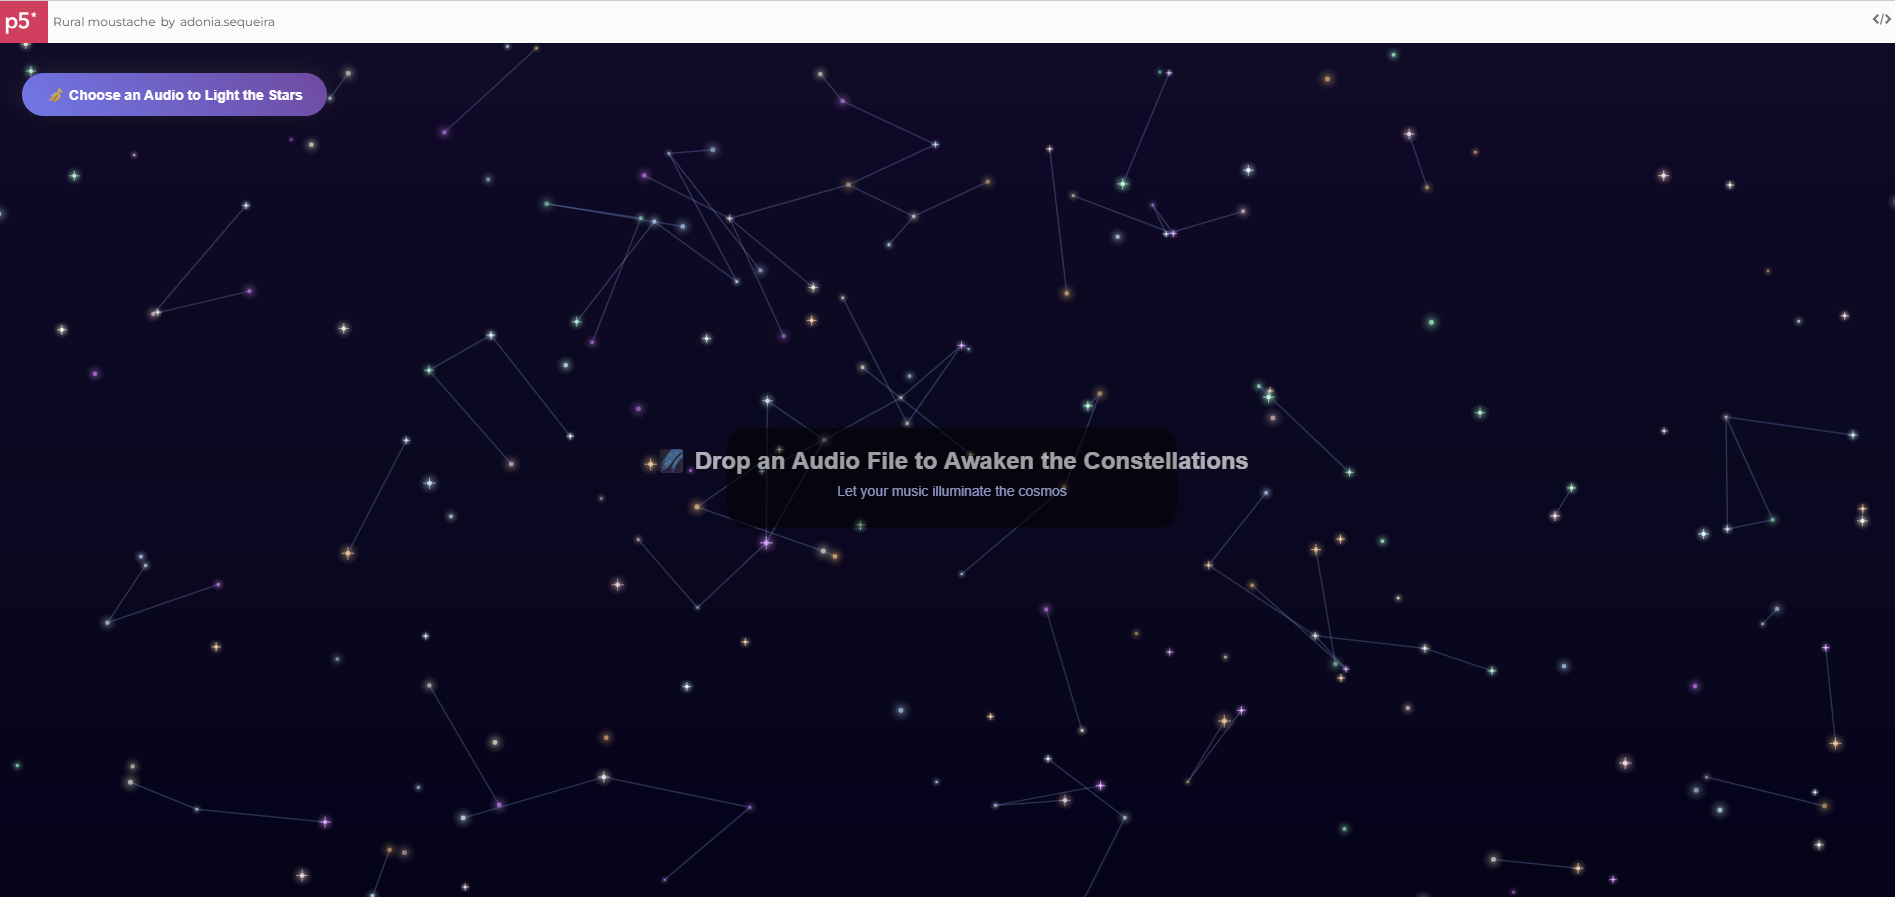 p5* Rural moustache by adonia.sequeira </>
🎻 Choose an Audio to Light the Stars
🌌 Drop an Audio File to Awaken the Constellations
Let your music illuminate the cosmos